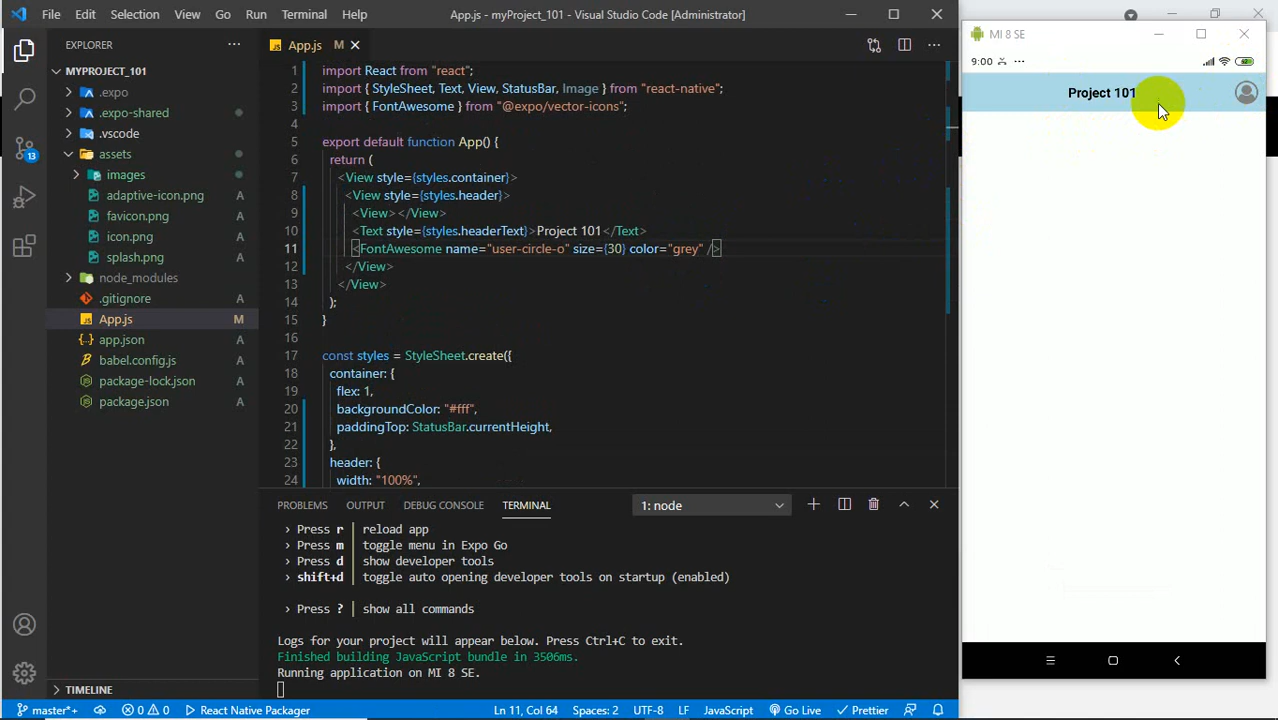 File Edit Selection View Go Run Terminal Help App.js - myProject_101 - Visual Studio Code [Administrator]
EXPLORER
MYPROJECT_101
.expo
.expo-shared
.vscode
assets
images
adaptive-icon.png A
favicon.png A
icon.png A
splash.png A
node_modules
.gitignore A
App.js M
app.json A
babel.config.js A
package-lock.json A
package.json A
TIMELINE
13
App.js M
1 import React from "react";
2 import { StyleSheet, Text, View, StatusBar, Image } from "react-native";
3 import { FontAwesome } from "@expo/vector-icons";
4
5 export default function App() {
6 return (
7 <View style={styles.container}>
8 <View style={styles.header}>
9 <View></View>
10 <Text style={styles.headerText}>Project 101</Text>
11 <FontAwesome name="user-circle-o" size={30} color="grey" />
12 </View>
13 </View>
14 );
15 }
16
17 const styles = StyleSheet.create({
18 container: {
19 flex: 1,
20 backgroundColor: "#fff",
21 paddingTop: StatusBar.currentHeight,
22 },
23 header: {
24 width: "100%",
PROBLEMS OUTPUT DEBUG CONSOLE TERMINAL 1: node
› Press r │ reload app
› Press m │ toggle menu in Expo Go
› Press d │ show developer tools
› shift+d │ toggle auto opening developer tools on startup (enabled)
› Press ? │ show all commands
Logs for your project will appear below. Press Ctrl+C to exit.
Finished building JavaScript bundle in 3506ms.
Running application on MI 8 SE.
master*+ 0 0 React Native Packager Ln 11, Col 64 Spaces: 2 UTF-8 LF JavaScript Go Live Prettier
MI 8 SE
9:00 ...
Project 101